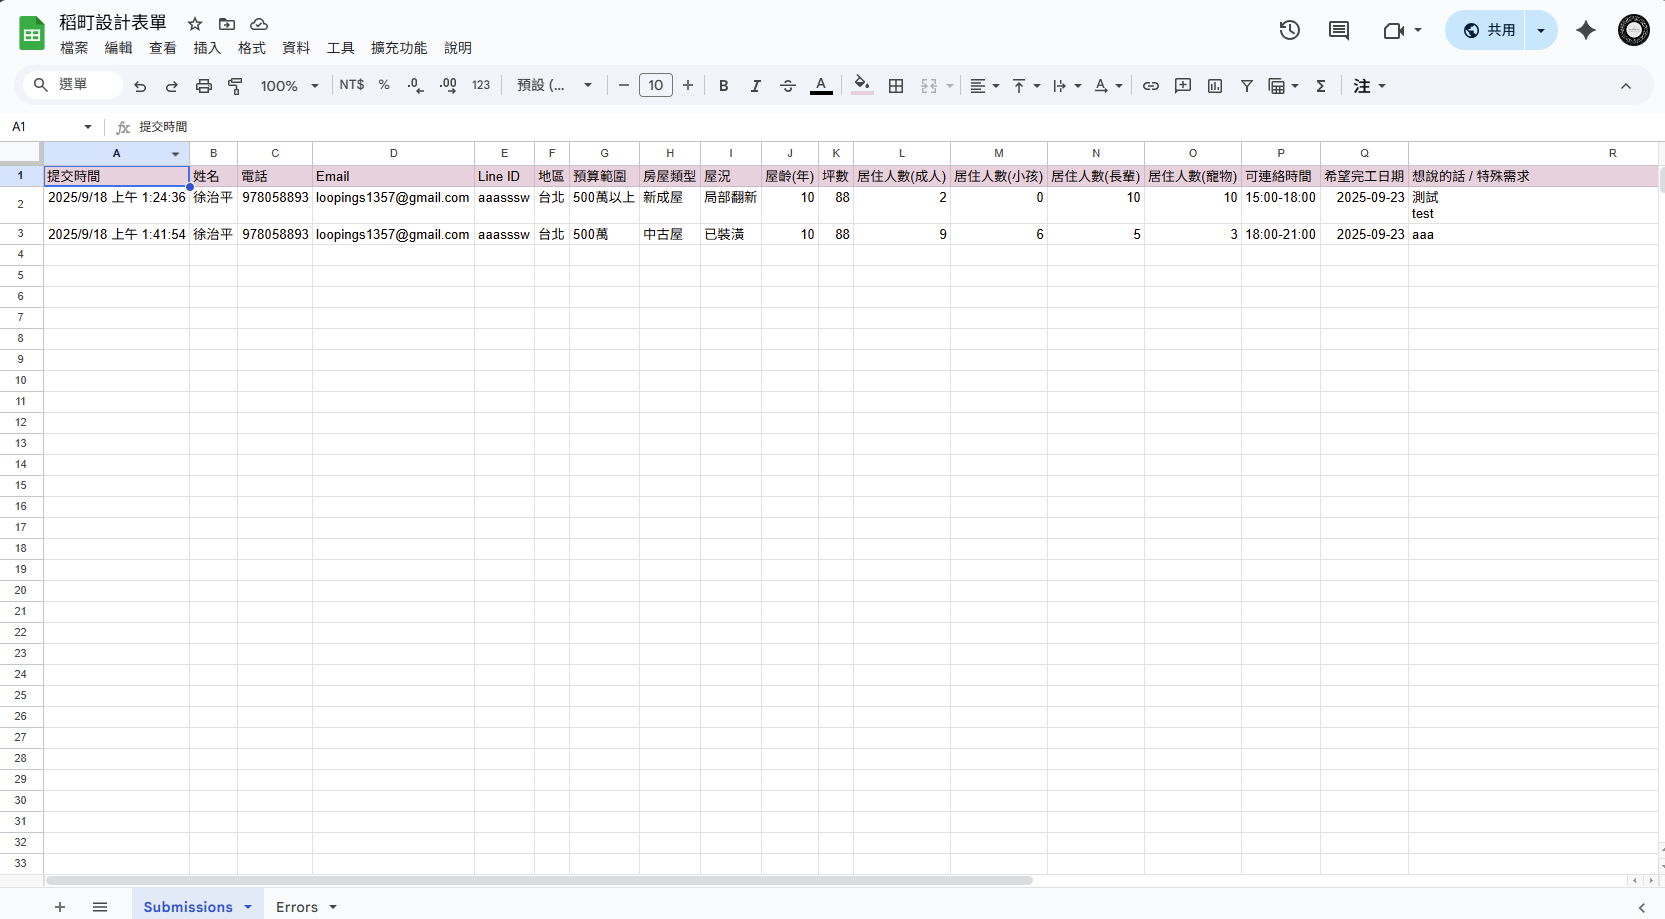 稻町設計表單
檔案 編輯 查看 插入 格式 資料 工具 擴充功能 說明
共用
選單 100% NT$ % .0 .00 123 預設 (... − 10 + B I A Σ 注
A1 fx 提交時間
A B C D E F G H I J K L M N O P Q R
1 提交時間 姓名 電話 Email Line ID 地區 預算範圍 房屋類型 屋況 屋齡(年) 坪數 居住人數(成人) 居住人數(小孩) 居住人數(長輩) 居住人數(寵物) 可連絡時間 希望完工日期 想說的話 / 特殊需求
2 2025/9/18 上午 1:24:36 徐治平 978058893 loopings1357@gmail.com aaasssw 台北 500萬以上 新成屋 局部翻新 10 88 2 0 10 10 15:00-18:00 2025-09-23 測試
test
3 2025/9/18 上午 1:41:54 徐治平 978058893 loopings1357@gmail.com aaasssw 台北 500萬 中古屋 已裝潢 10 88 9 6 5 3 18:00-21:00 2025-09-23 aaa
4
5
6
7
8
9
10
11
12
13
14
15
16
17
18
19
20
21
22
23
24
25
26
27
28
29
30
31
32
33
+ Submissions Errors